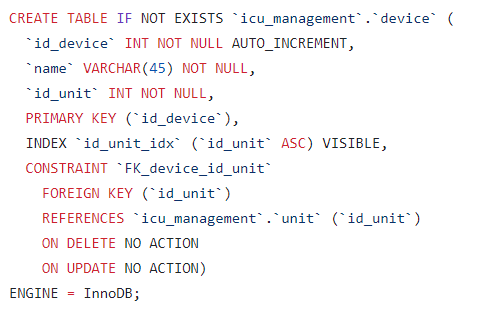 CREATE TABLE IF NOT EXISTS `icu_management`.`device` (
  `id_device` INT NOT NULL AUTO_INCREMENT,
  `name` VARCHAR(45) NOT NULL,
  `id_unit` INT NOT NULL,
  PRIMARY KEY (`id_device`),
  INDEX `id_unit_idx` (`id_unit` ASC) VISIBLE,
  CONSTRAINT `FK_device_id_unit`
    FOREIGN KEY (`id_unit`)
    REFERENCES `icu_management`.`unit` (`id_unit`)
    ON DELETE NO ACTION
    ON UPDATE NO ACTION)
ENGINE = InnoDB;